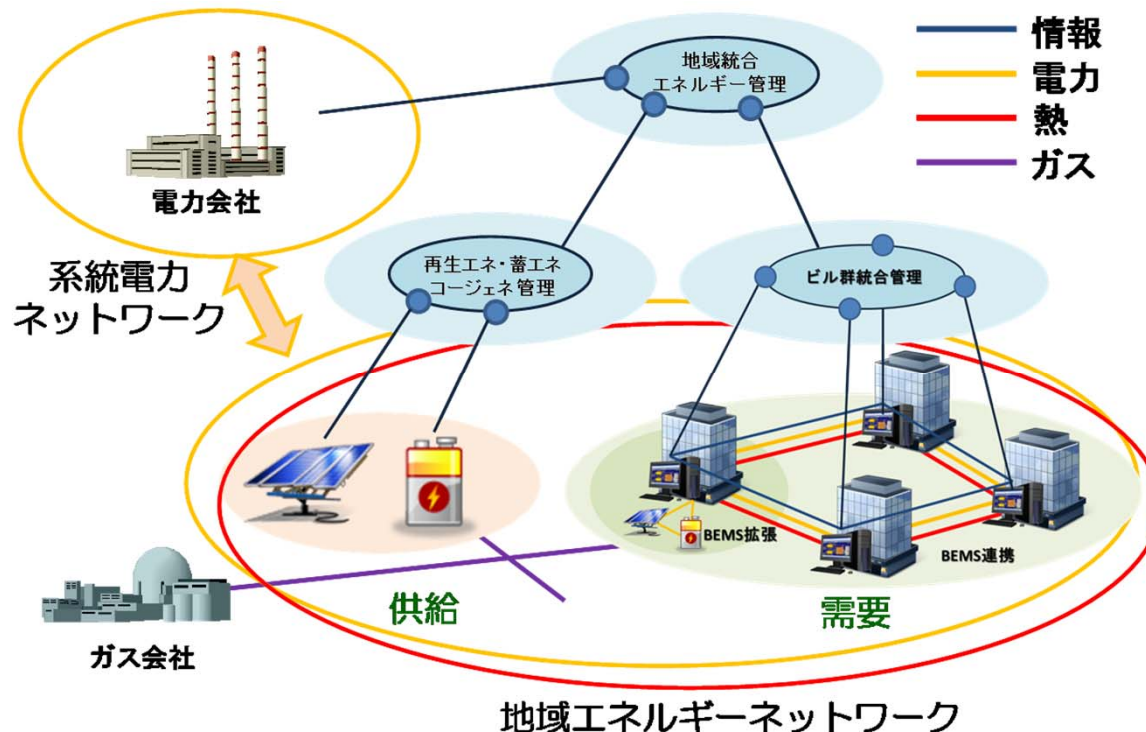 情報
電力
熱
ガス
地域統合
エネルギー管理
電力会社
系統電力
ネットワーク
再生エネ・蓄エネ
コージェネ管理
ビル群統合管理
BEMS拡張
BEMS連携
供給
需要
ガス会社
地域エネルギーネットワーク